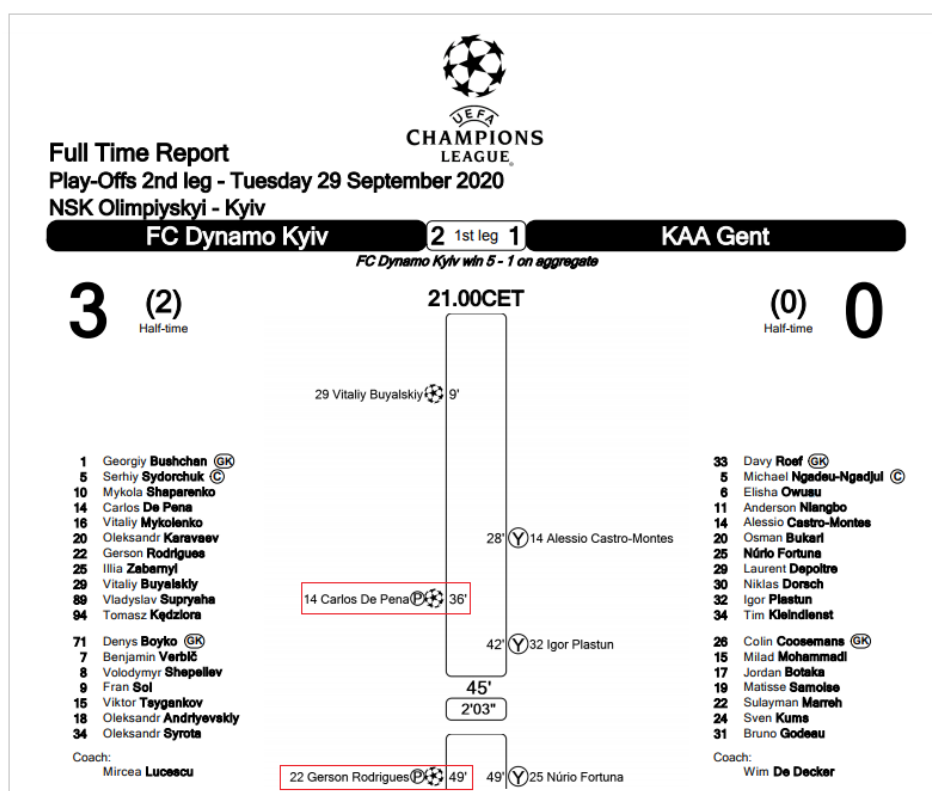 UEFA
CHAMPIONS
LEAGUE
Full Time Report
Play-Offs 2nd leg - Tuesday 29 September 2020
NSK Olimpiyskyi - Kyiv
FC Dynamo Kyiv 2 1st leg 1 KAA Gent
FC Dynamo Kyiv win 5 - 1 on aggregate
3 (2) 21.00CET (0) 0
Half-time Half-time
29 Vitaliy Buyalskiy 9'
1 Georgiy Bushchan GK
5 Serhiy Sydorchuk C
10 Mykola Shaparenko
14 Carlos De Pena
16 Vitaliy Mykolenko
20 Oleksandr Karavaev
22 Gerson Rodrigues
25 Illia Zabarnyi
29 Vitaliy Buyalskiy
89 Vladyslav Supryaha
94 Tomasz Kędziora
33 Davy Roef GK
5 Michael Ngadeu-Ngadjui C
6 Elisha Owusu
11 Anderson Niangbo
14 Alessio Castro-Montes
20 Osman Bukari
25 Núrio Fortuna
29 Laurent Depoitre
30 Niklas Dorsch
32 Igor Plastun
34 Tim Kleindienst
28' Y 14 Alessio Castro-Montes
14 Carlos De Pena P 36'
42' Y 32 Igor Plastun
45'
2'03"
71 Denys Boyko GK
7 Benjamin Verbič
8 Volodymyr Shepeliev
9 Fran Sol
15 Viktor Tsygankov
18 Oleksandr Andriyevskiy
34 Oleksandr Syrota
Coach:
Mircea Lucescu
26 Colin Coosemans GK
15 Milad Mohammadi
17 Jordan Botaka
19 Matisse Samoise
22 Sulayman Marreh
24 Sven Kums
31 Bruno Godeau
Coach:
Wim De Decker
22 Gerson Rodrigues P 49' 49' Y 25 Núrio Fortuna